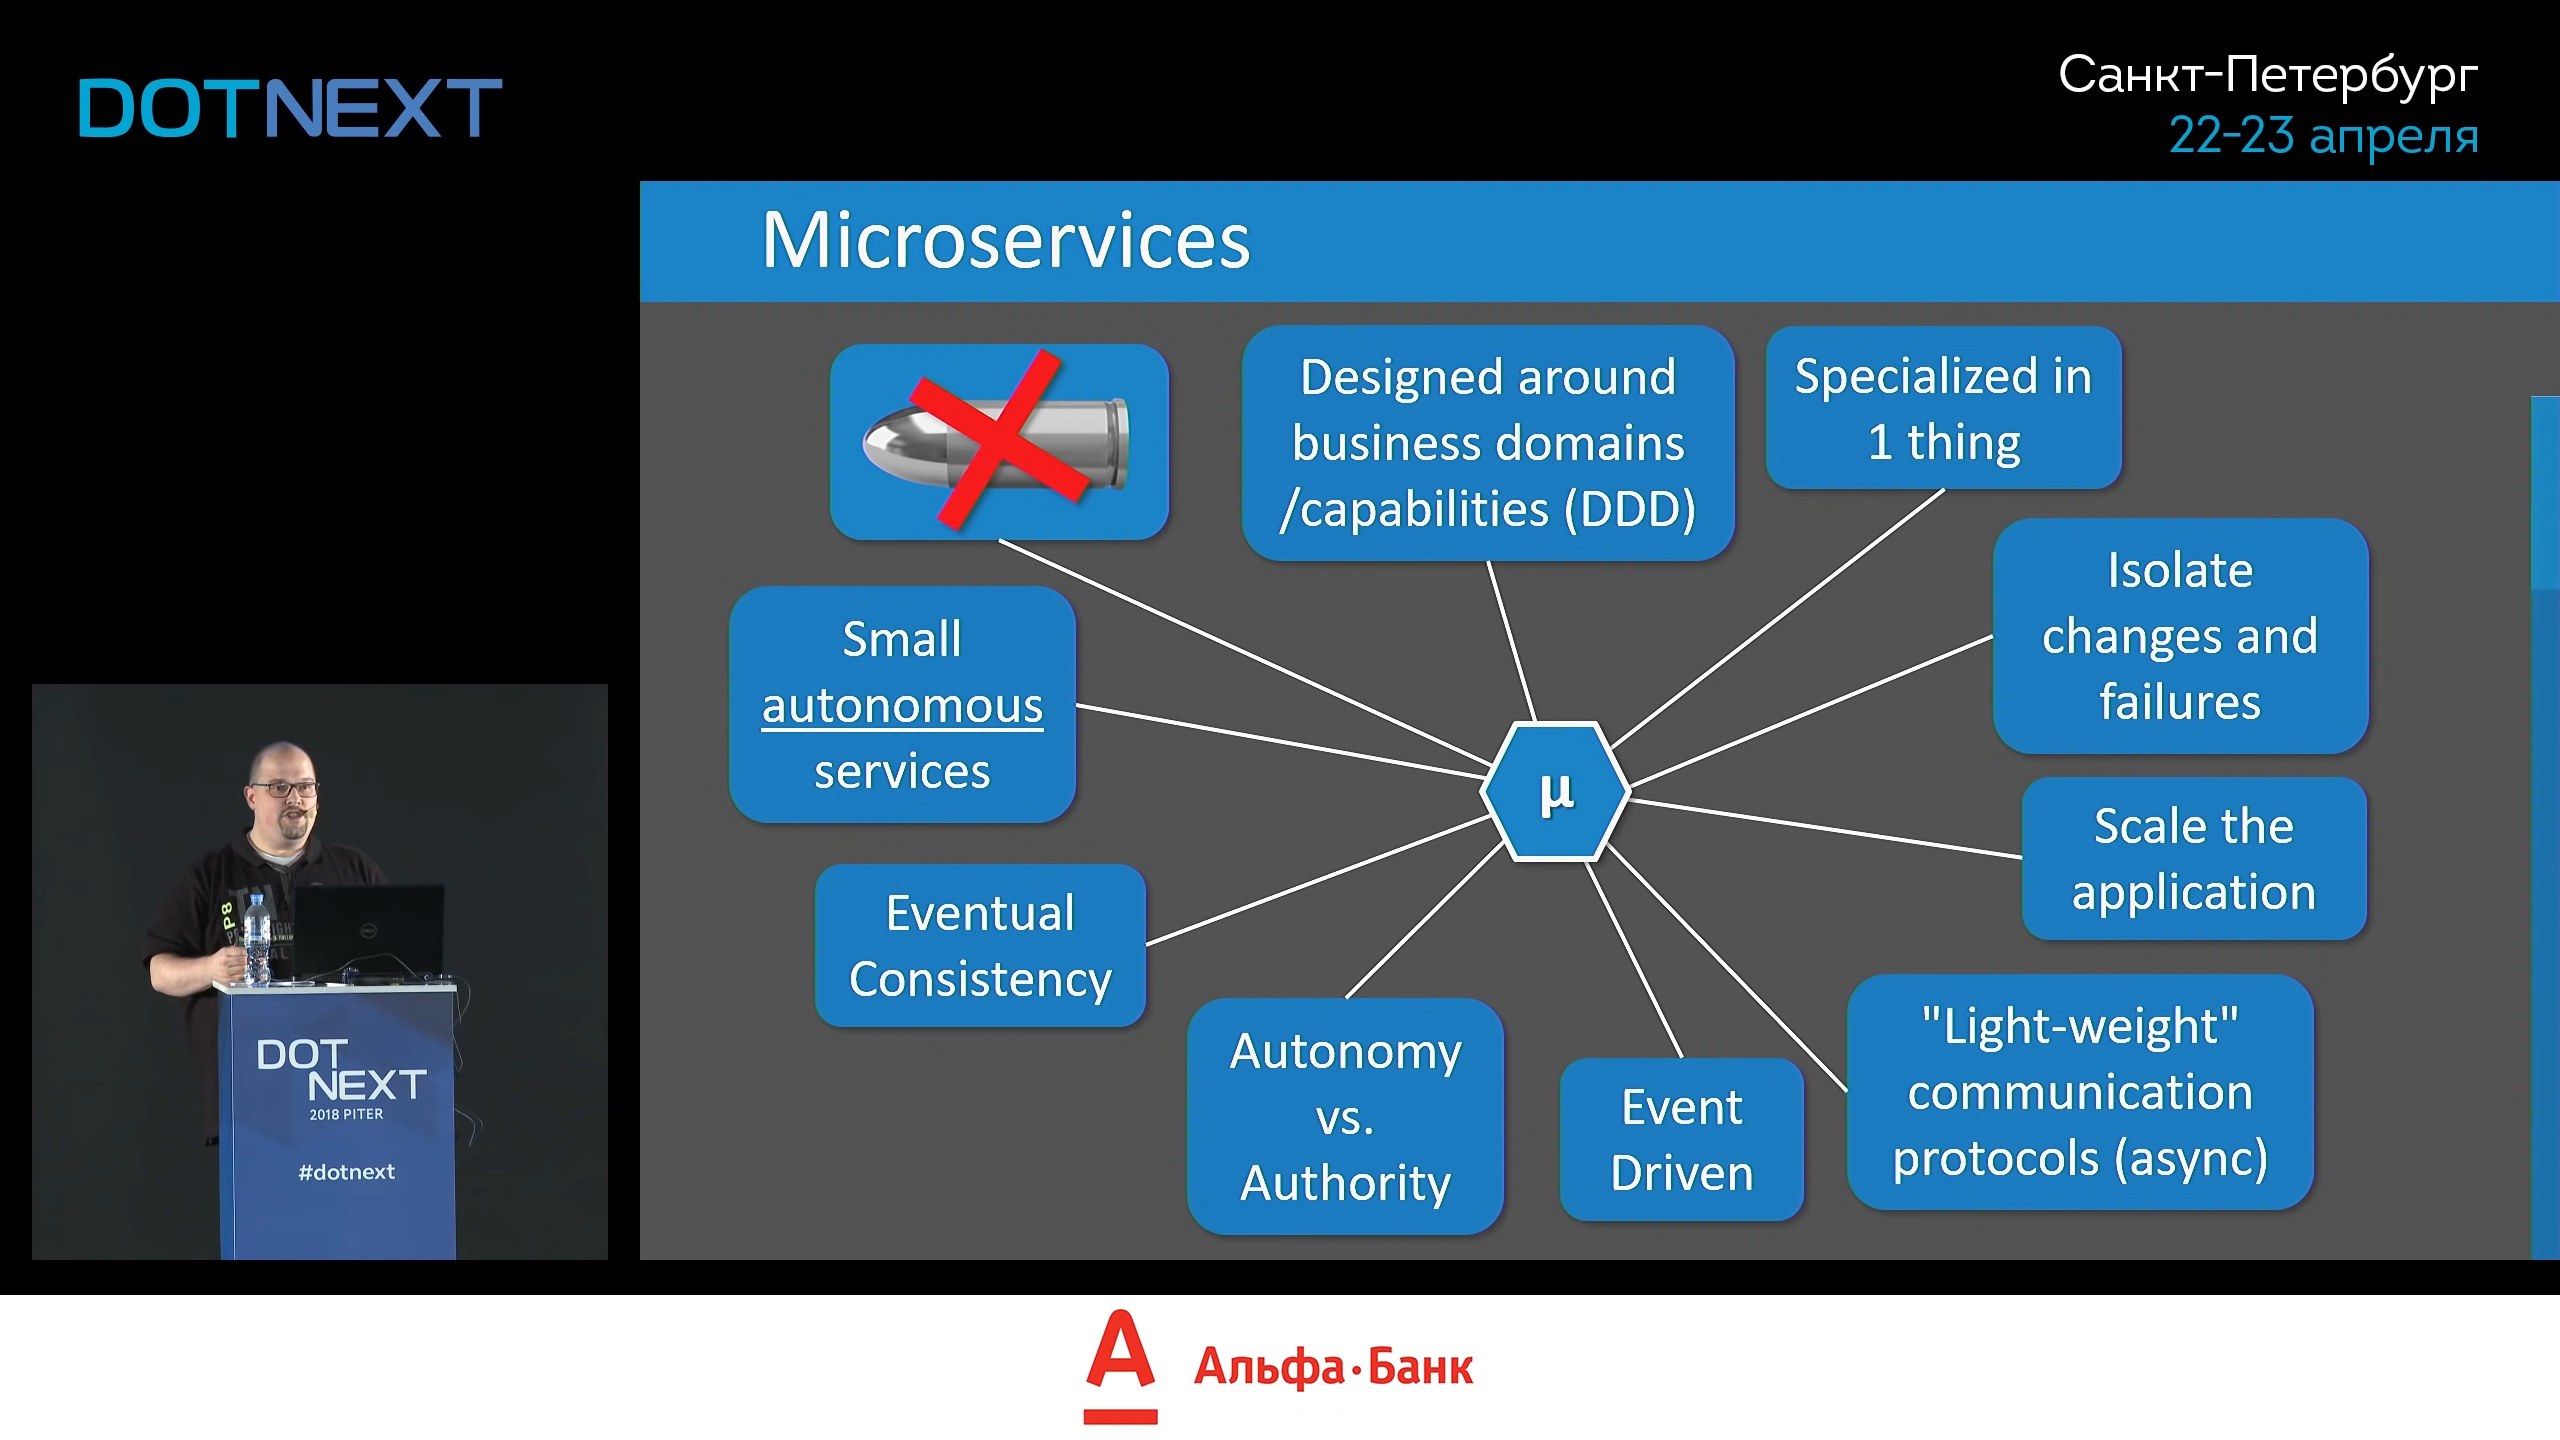 DOTNEXT
Санкт-Петербург
22-23 апреля
Microservices
Designed around
business domains
/capabilities (DDD)
Specialized in
1 thing
Isolate
changes and
failures
Small
autonomous
services
µ
Scale the
application
Eventual
Consistency
Autonomy
vs.
Authority
Event
Driven
"Light-weight"
communication
protocols (async)
P8
DELL
DOT
NEXT
2018 PITER
#dotnext
А
Альфа·Банк